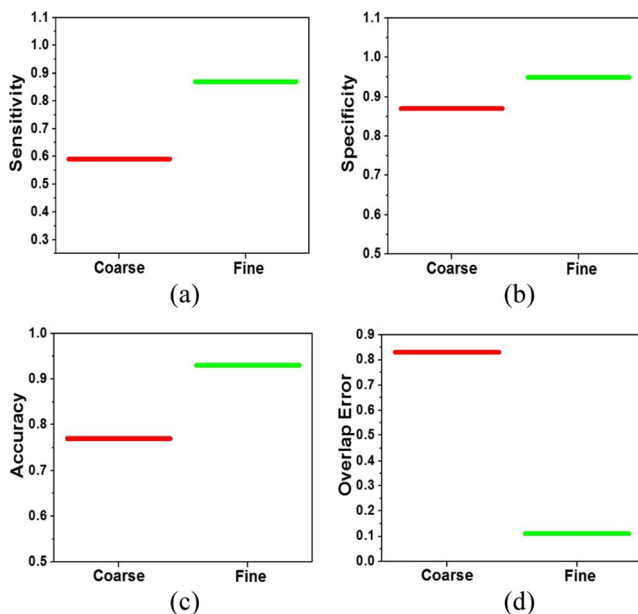 Sensitivity
1.1
1.0
0.9
0.8
0.7
0.6
0.5
0.4
0.3
Coarse Fine
(a)
Specificity
1.1
1.0
0.9
0.8
0.7
0.6
0.5
Coarse Fine
(b)
Accuracy
1.0
0.9
0.8
0.7
0.6
0.5
Coarse Fine
(c)
Overlap Error
0.9
0.8
0.7
0.6
0.5
0.4
0.3
0.2
0.1
0.0
Coarse Fine
(d)